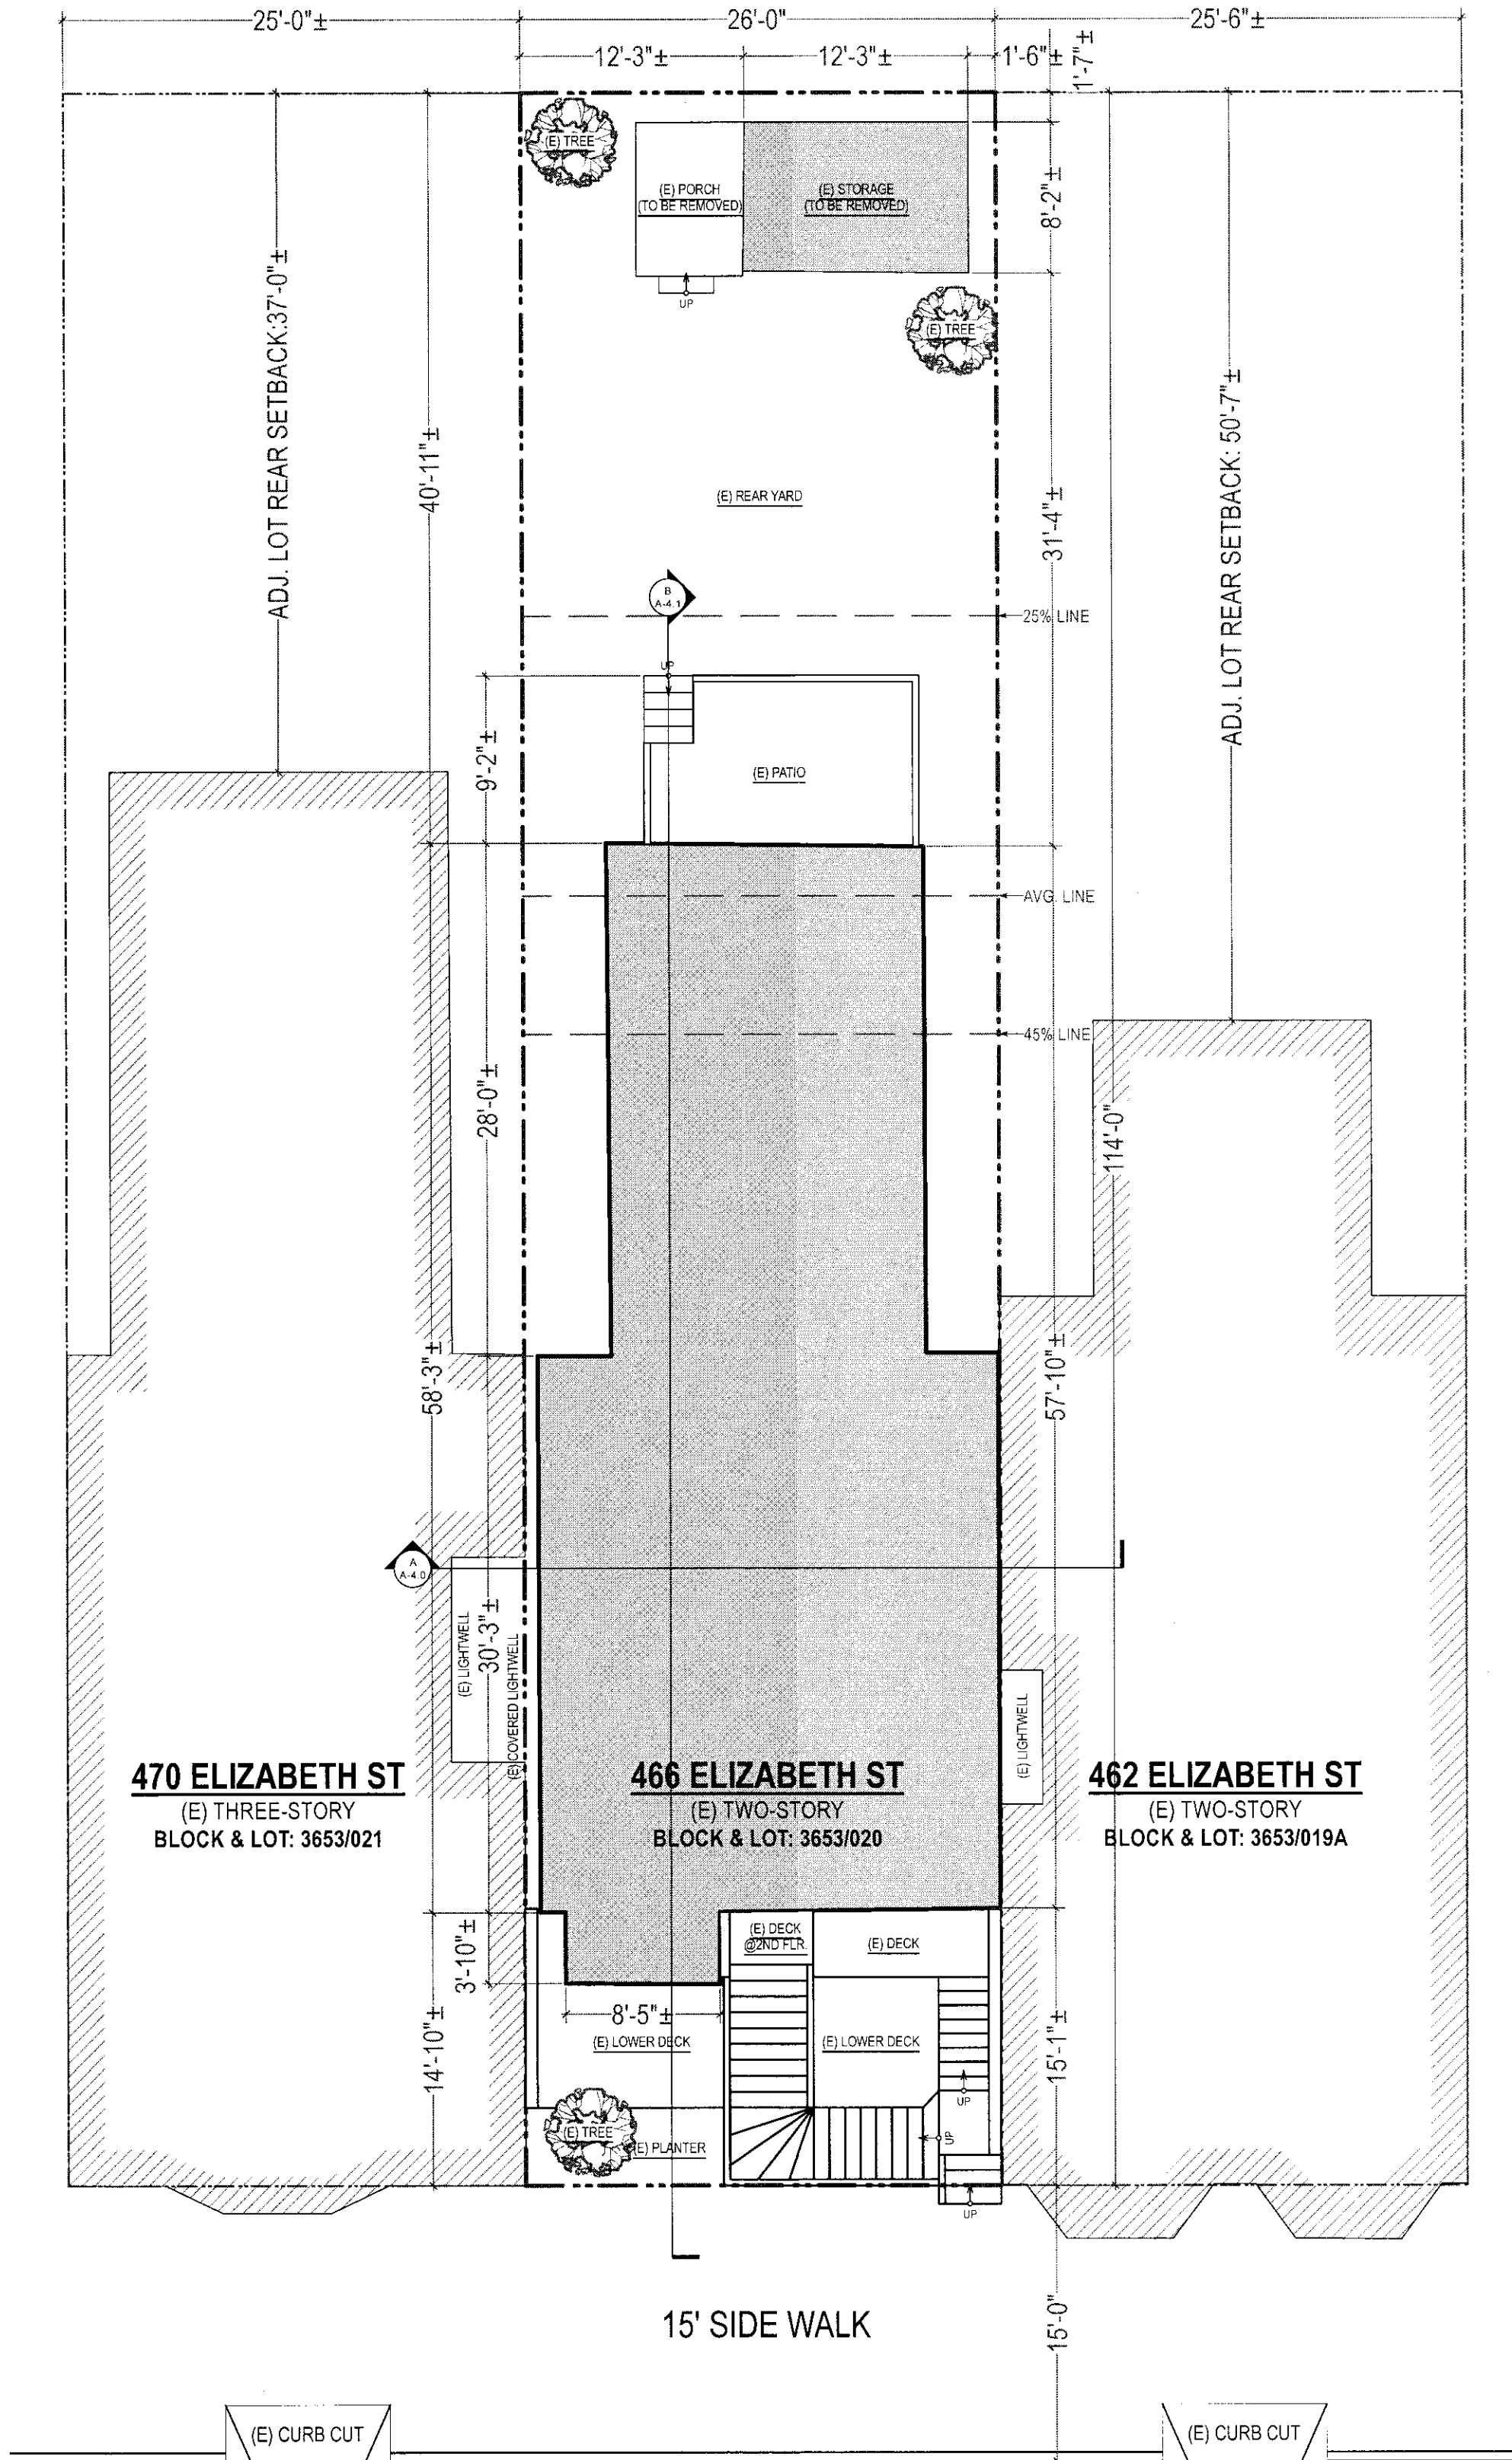 25'-0"±
26'-0"
25'-6"±
12'-3"±
12'-3"±
1'-6"±
1'-7"±
(E) TREE
(E) PORCH
(TO BE REMOVED)
(E) STORAGE
(TO BE REMOVED)
8'-2"±
UP
(E) TREE
ADJ. LOT REAR SETBACK:37'-0"±
40'-11"±
(E) REAR YARD
31'-4"±
ADJ. LOT REAR SETBACK: 50'-7"±
B
A-4.1
25% LINE
UP
9'-2"±
(E) PATIO
AVG. LINE
45% LINE
28'-0"±
114'-0"
58'-3"±
57'-10"±
A
A-4.0
(E) LIGHTWELL
30'-3"±
(E) COVERED LIGHTWELL
(E) LIGHTWELL
470 ELIZABETH ST
(E) THREE-STORY
BLOCK & LOT: 3653/021
466 ELIZABETH ST
(E) TWO-STORY
BLOCK & LOT: 3653/020
462 ELIZABETH ST
(E) TWO-STORY
BLOCK & LOT: 3653/019A
3'-10"±
(E) DECK
@2ND FLR.
(E) DECK
14'-10"±
8'-5"±
(E) LOWER DECK
(E) LOWER DECK
15'-1"±
UP
UP
(E) TREE
(E) PLANTER
UP
15' SIDE WALK
15'-0"
(E) CURB CUT
(E) CURB CUT